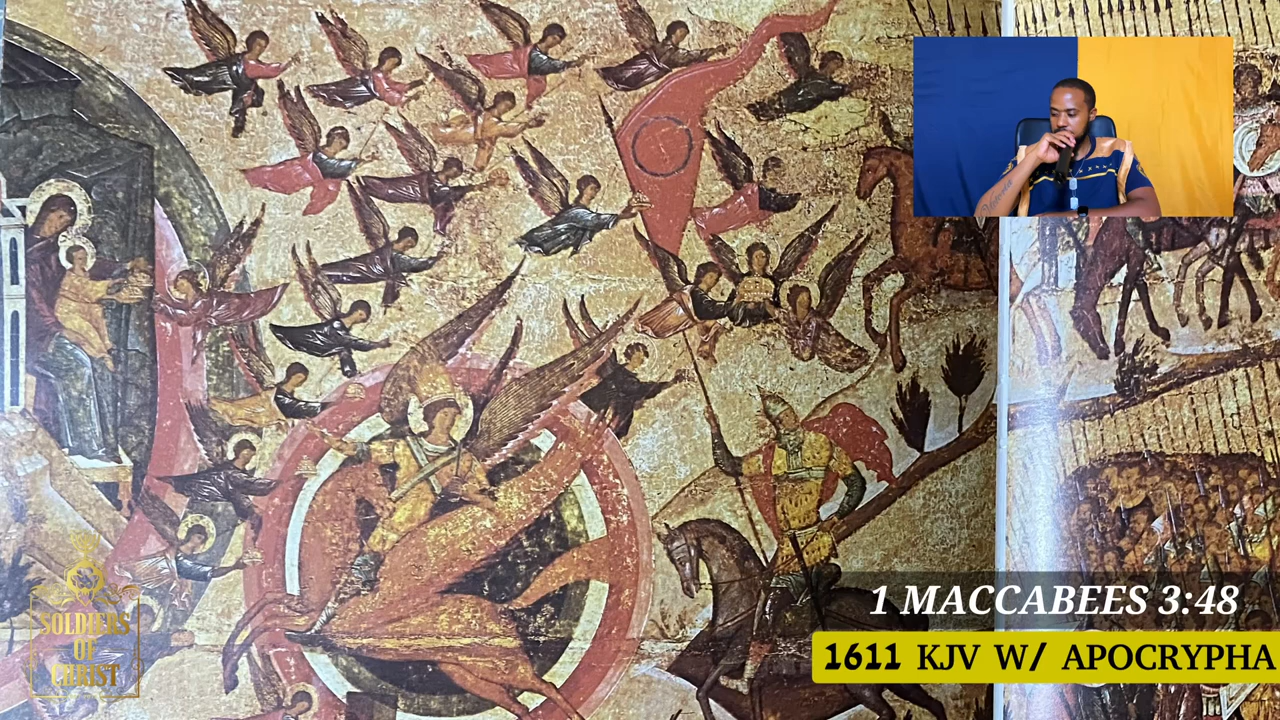 1 MACCABEES 3:48
1611 KJV W/ APOCRYPHA
SOLDIERS
OF
CHRIST